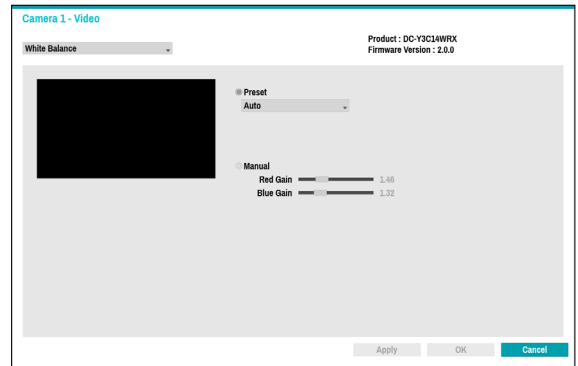 Camera 1 - Video
White Balance
Product : DC-Y3C14WRX
Firmware Version : 2.0.0
Preset
Auto
Manual
Red Gain 1.46
Blue Gain 1.32
Apply OK Cancel